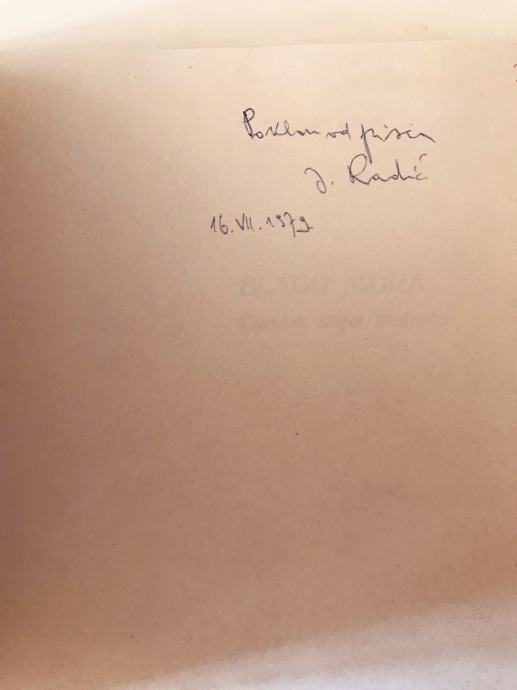 Poklon od pisca
J. Radić
16. VII. 1979
BLAGO MORA